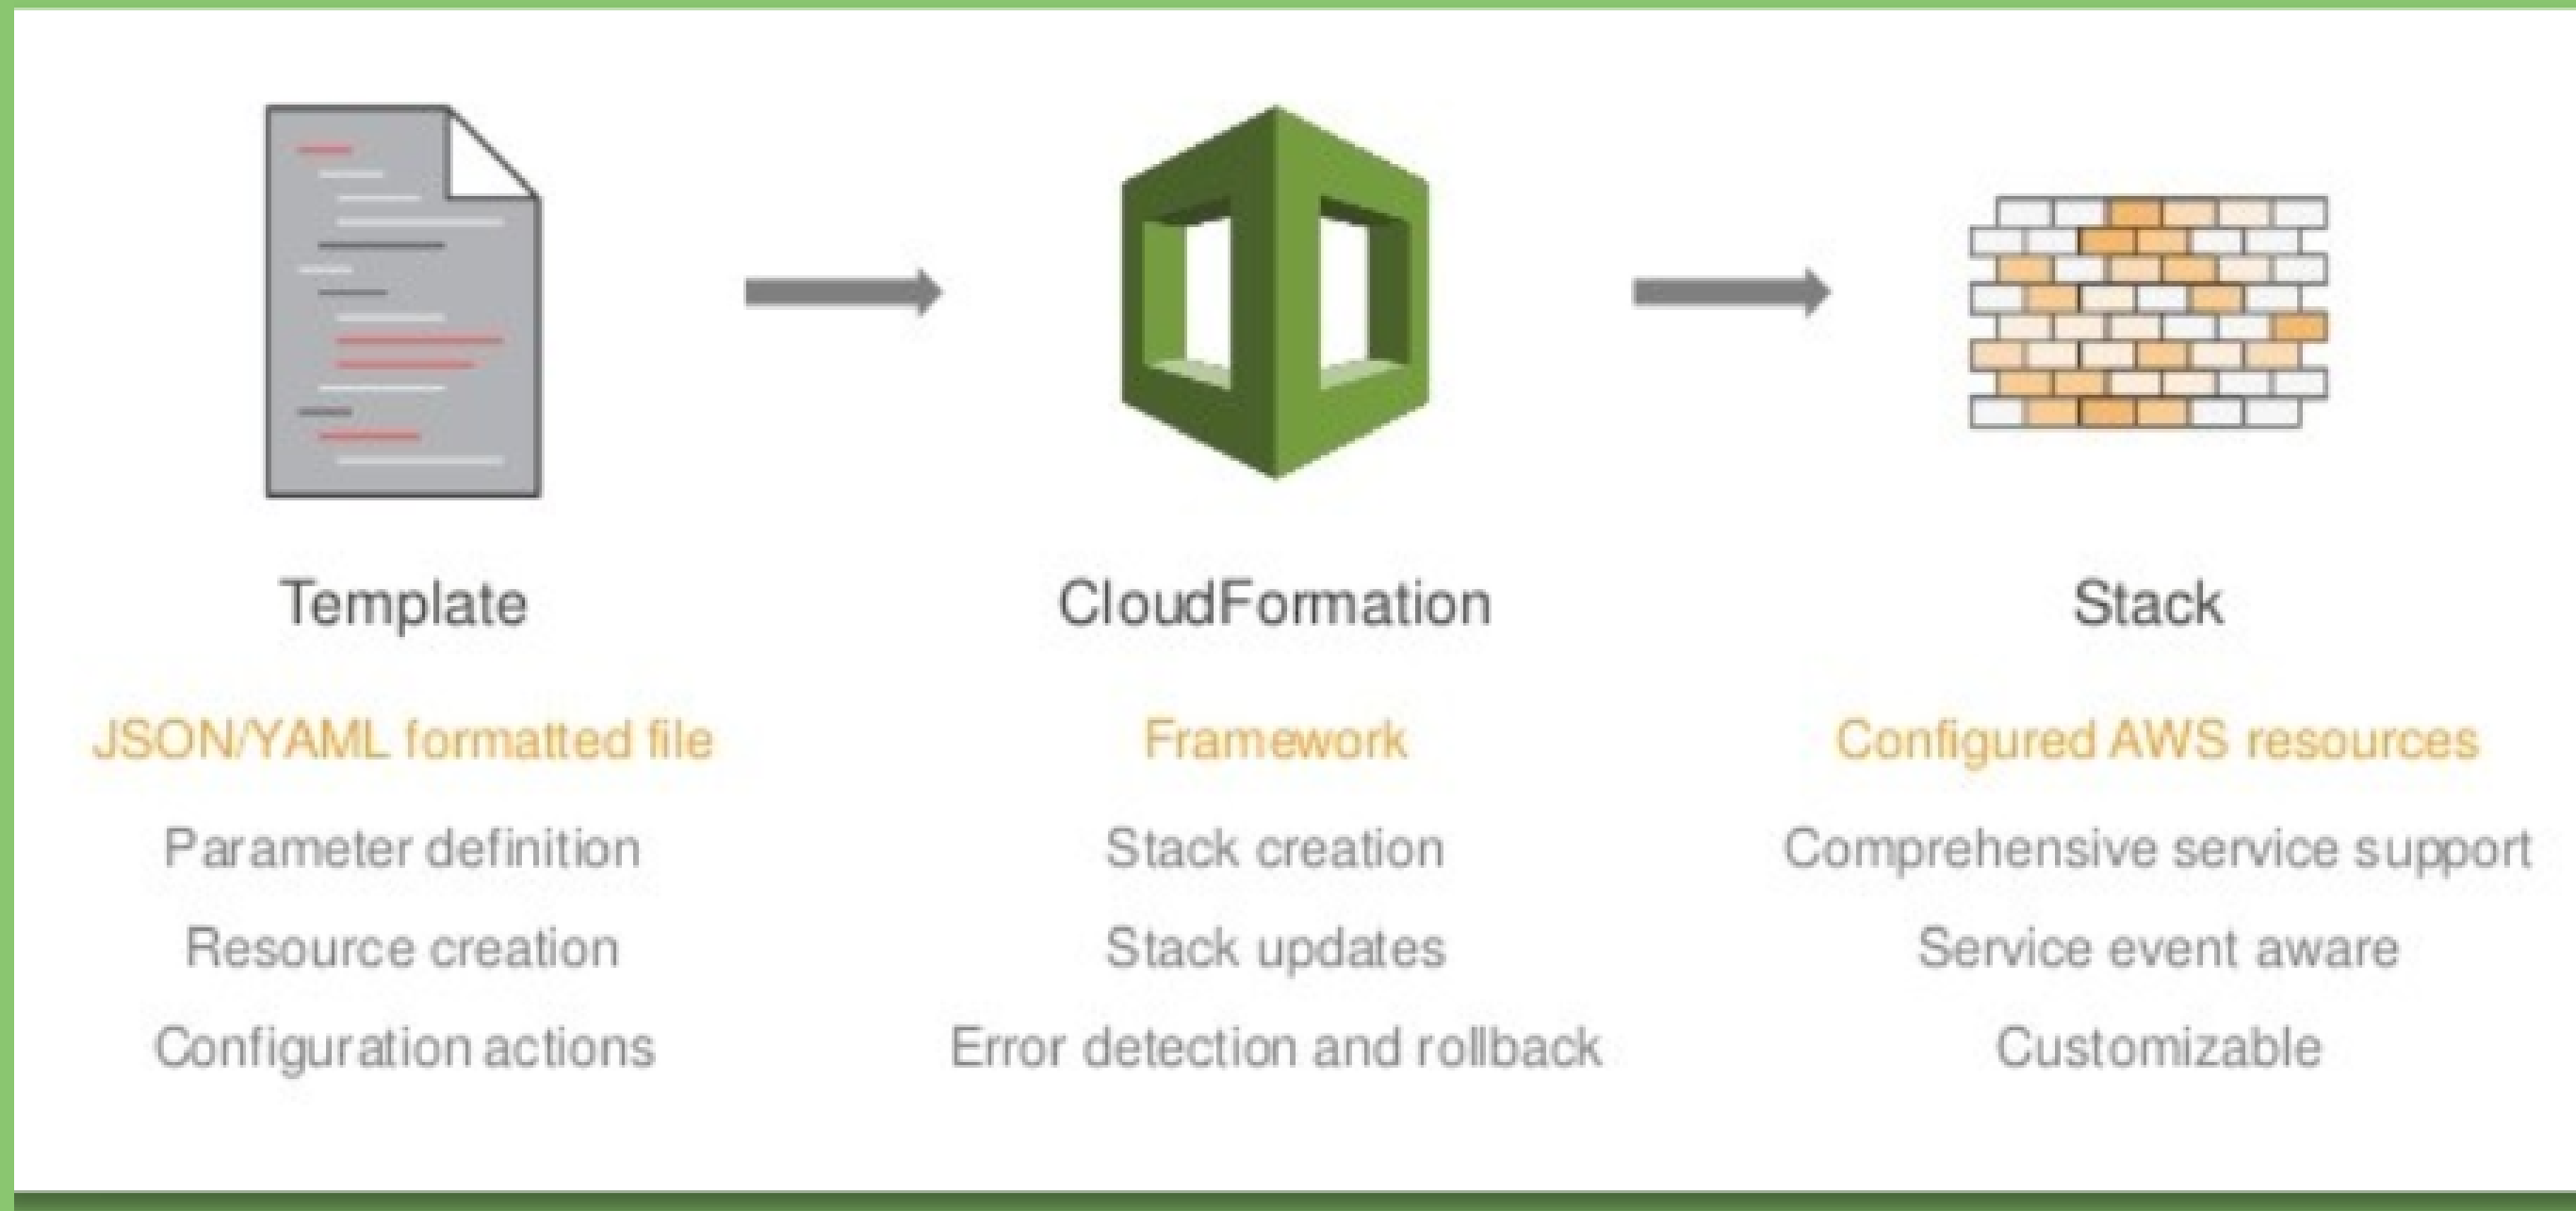 Template
JSON/YAML formatted file
Parameter definition
Resource creation
Configuration actions
CloudFormation
Framework
Stack creation
Stack updates
Error detection and rollback
Stack
Configured AWS resources
Comprehensive service support
Service event aware
Customizable